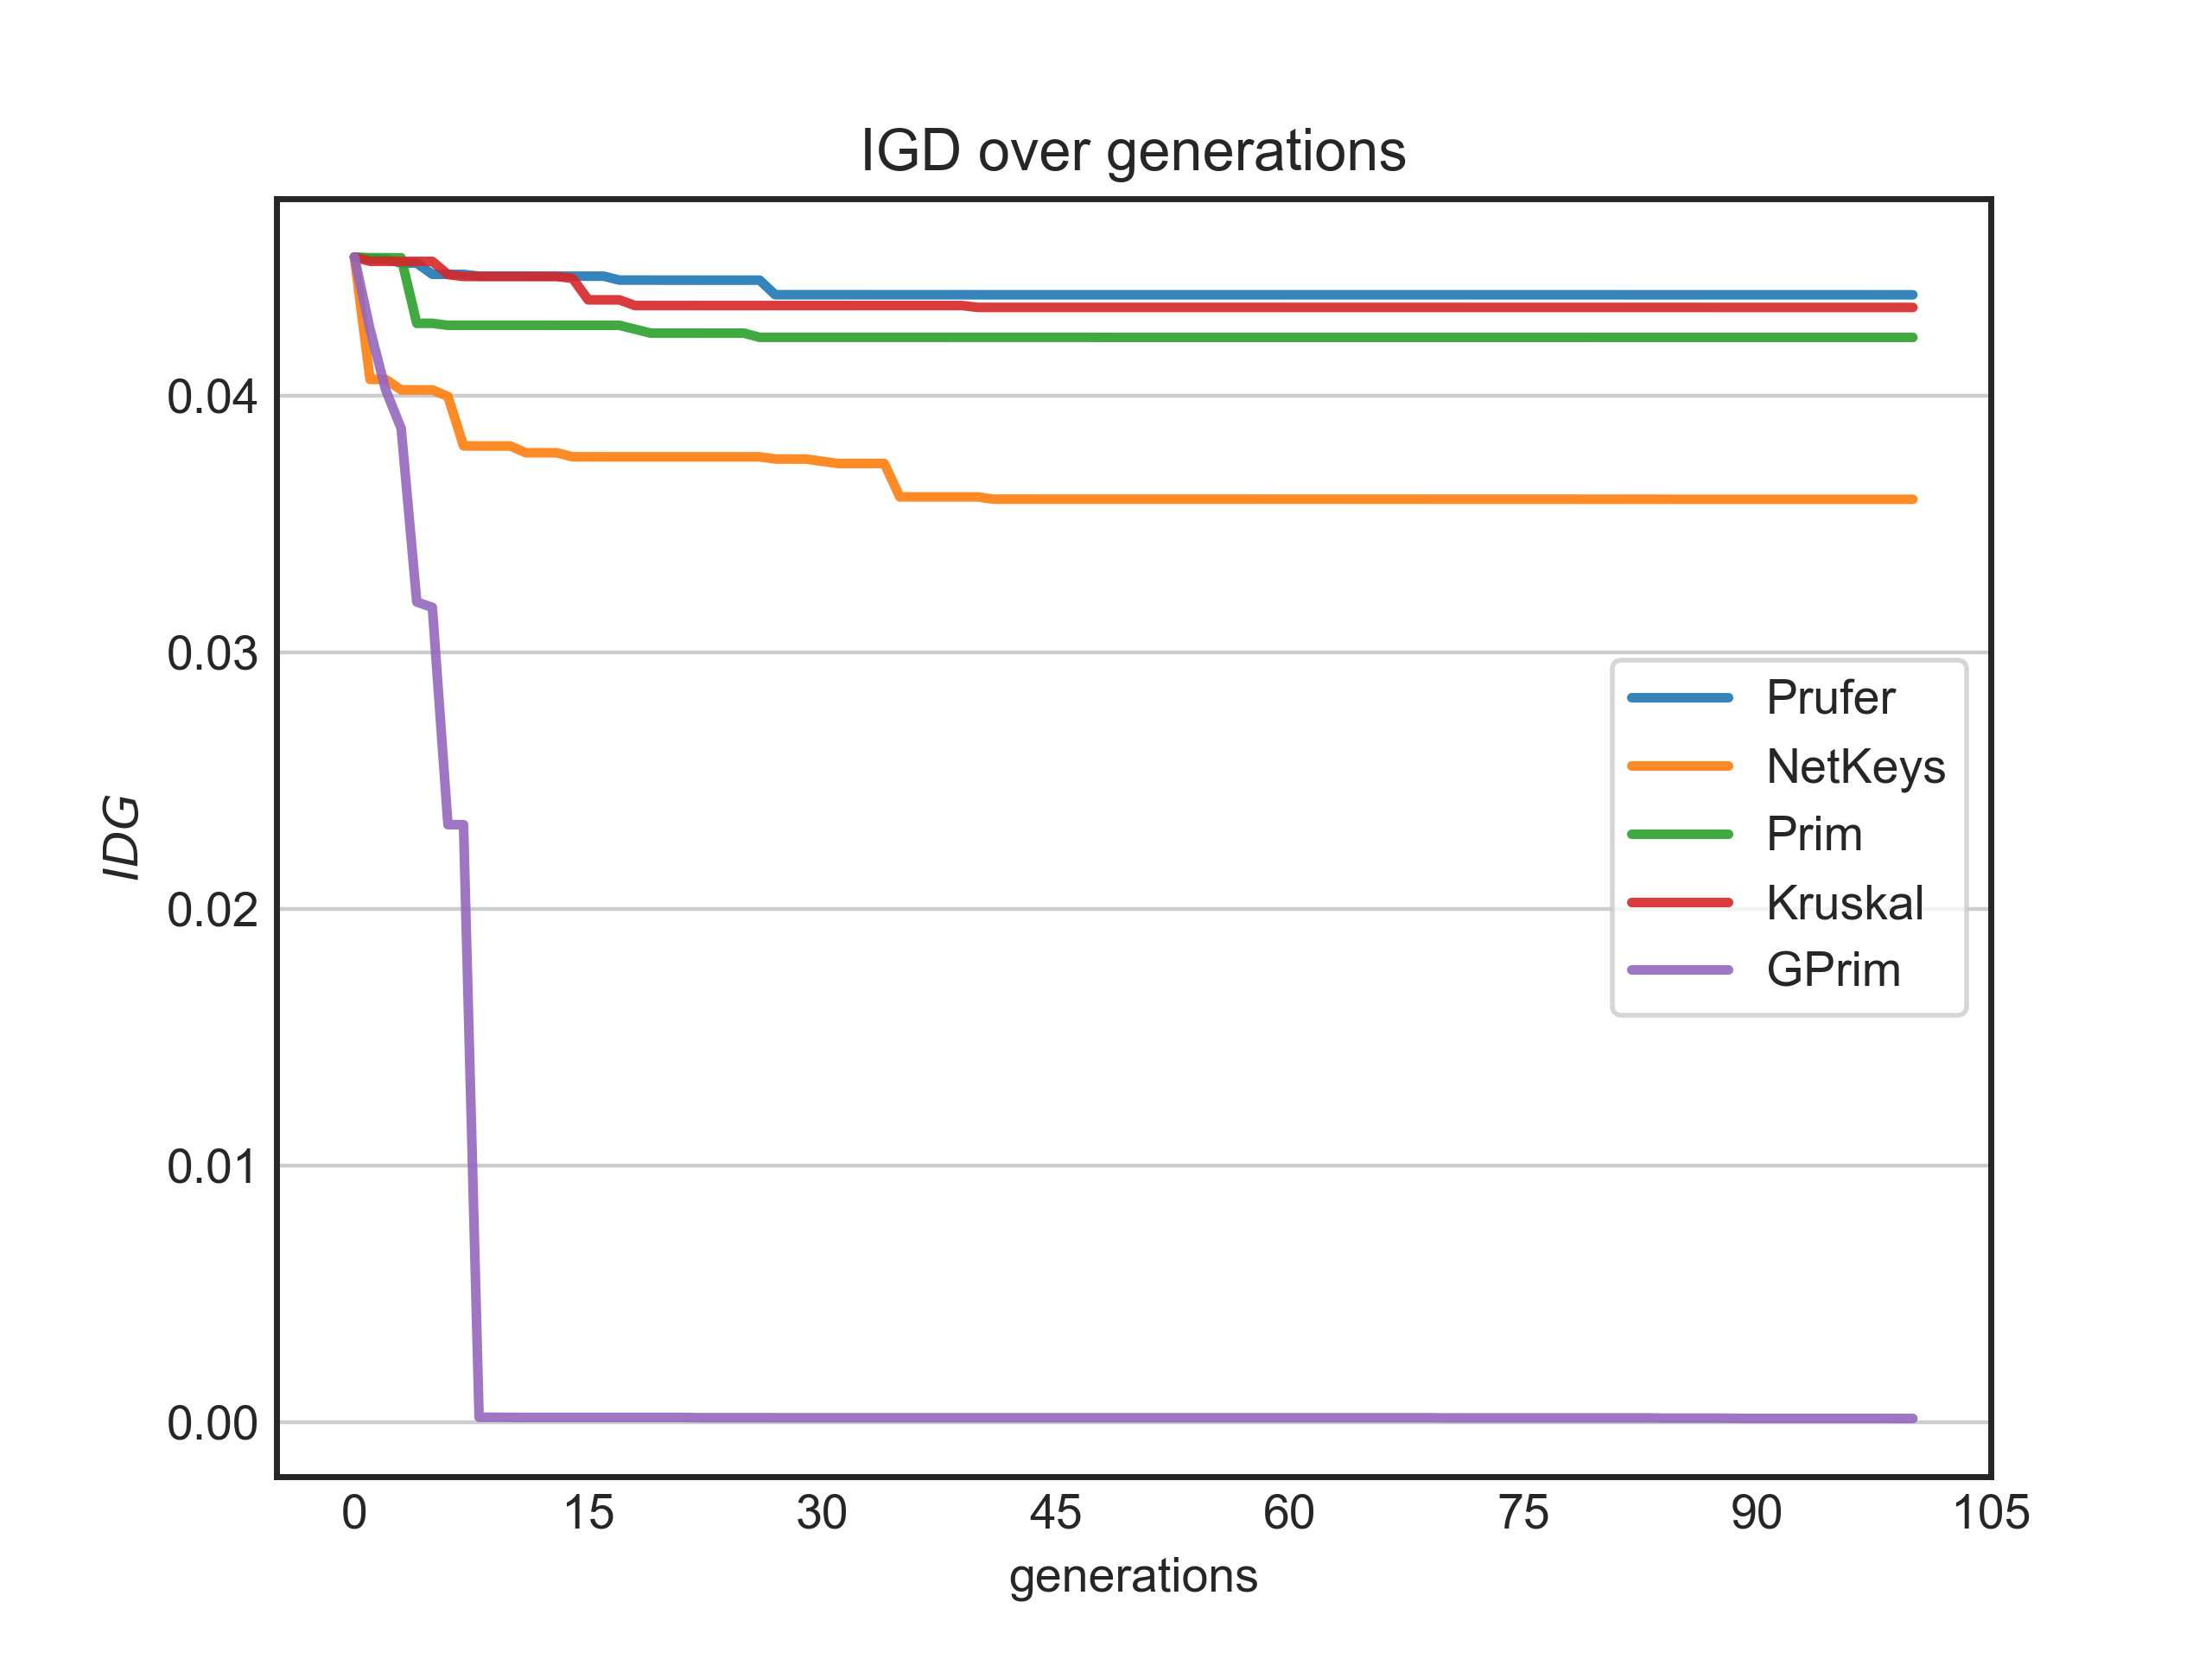 IGD over generations
IDG
0.04
0.03
0.02
0.01
0.00
0 15 30 45 60 75 90 105
generations
Prufer
NetKeys
Prim
Kruskal
GPrim